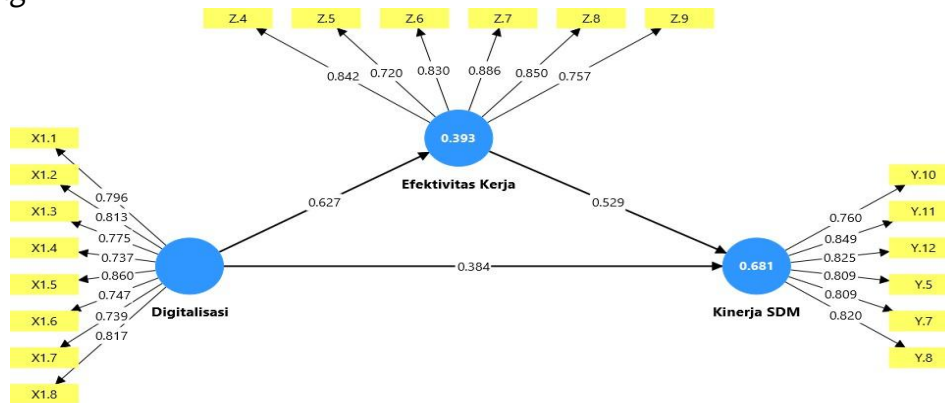 g
Z.4 Z.5 Z.6 Z.7 Z.8 Z.9
0.842 0.720 0.830 0.886 0.850 0.757
0.393
Efektivitas Kerja
0.627 0.529
X1.1
X1.2
X1.3
X1.4
X1.5
X1.6
X1.7
X1.8
0.796
0.813
0.775
0.737
0.860
0.747
0.739
0.817
Digitalisasi
0.384
0.681
Kinerja SDM
0.760
0.849
0.825
0.809
0.809
0.820
Y.10
Y.11
Y.12
Y.5
Y.7
Y.8